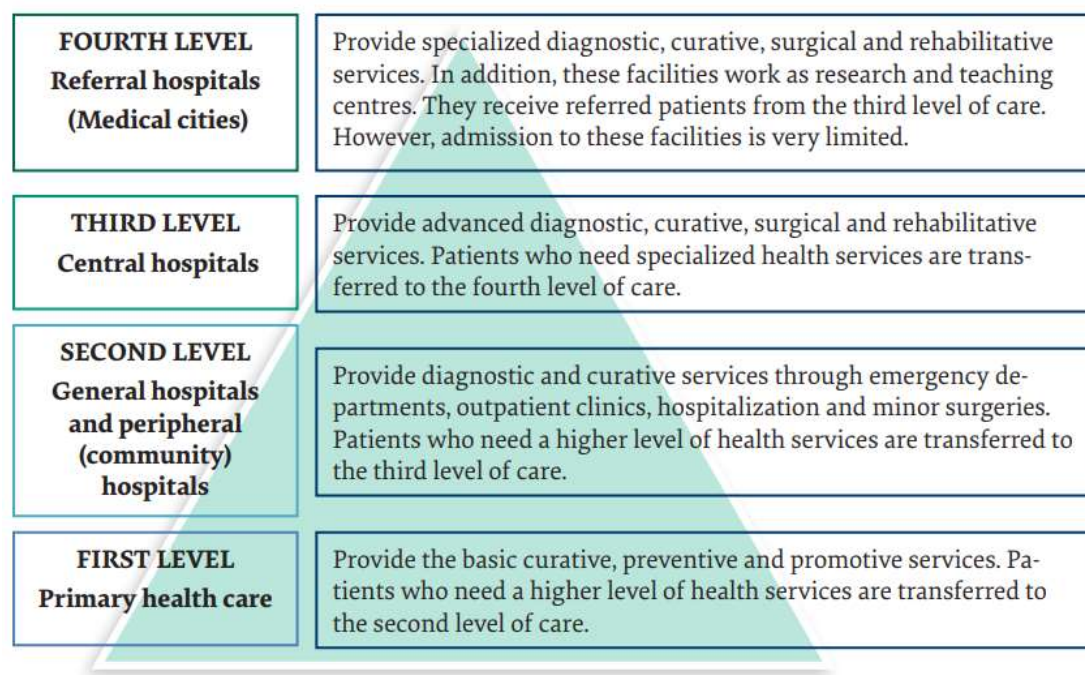 FOURTH LEVEL
Referral hospitals
(Medical cities)
Provide specialized diagnostic, curative, surgical and rehabilitative
services. In addition, these facilities work as research and teaching
centres. They receive referred patients from the third level of care.
However, admission to these facilities is very limited.
THIRD LEVEL
Central hospitals
Provide advanced diagnostic, curative, surgical and rehabilitative
services. Patients who need specialized health services are trans-
ferred to the fourth level of care.
SECOND LEVEL
General hospitals
and peripheral
(community)
hospitals
Provide diagnostic and curative services through emergency de-
partments, outpatient clinics, hospitalization and minor surgeries.
Patients who need a higher level of health services are transferred to
the third level of care.
FIRST LEVEL
Primary health care
Provide the basic curative, preventive and promotive services. Pa-
tients who need a higher level of health services are transferred to
the second level of care.